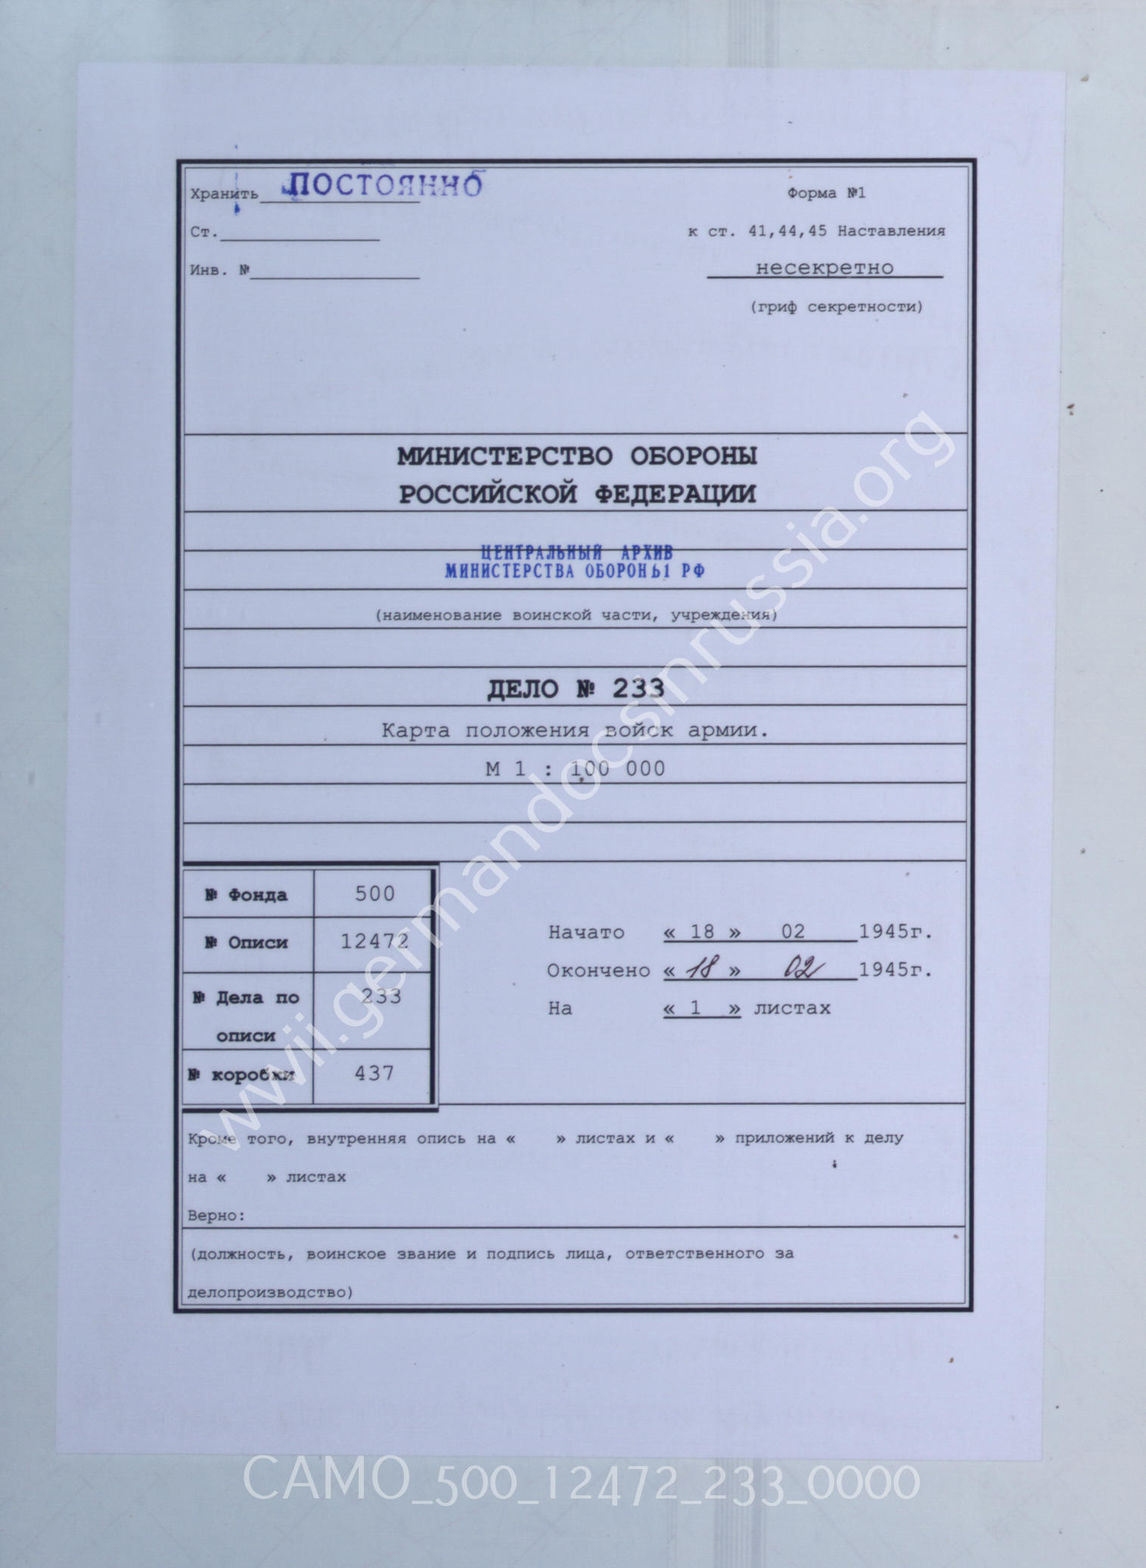 Хранить ПОСТОЯННО
Форма №1
Ст.
к ст. 41,44,45 Наставления
Инв. №
несекретно
(гриф секретности)
МИНИСТЕРСТВО ОБОРОНЫ
РОССИЙСКОЙ ФЕДЕРАЦИИ
ЦЕНТРАЛЬНЫЙ АРХИВ
МИНИСТЕРСТВА ОБОРОНЫ РФ
(наименование воинской части, учреждения)
ДЕЛО № 233
Карта положения войск армии.
М 1 : 100 000
№ Фонда 500
№ Описи 12472
№ Дела по 233
описи
№ коробки 437
Начато « 18 » 02 1945г.
Окончено « 18 » 02 1945г.
На « 1 » листах
Кроме того, внутренняя опись на « » листах и « » приложений к делу
на « » листах
Верно:
(должность, воинское звание и подпись лица, ответственного за
делопроизводство)
www.germandocsinrussia.org
CAMO_500_12472_233_0000